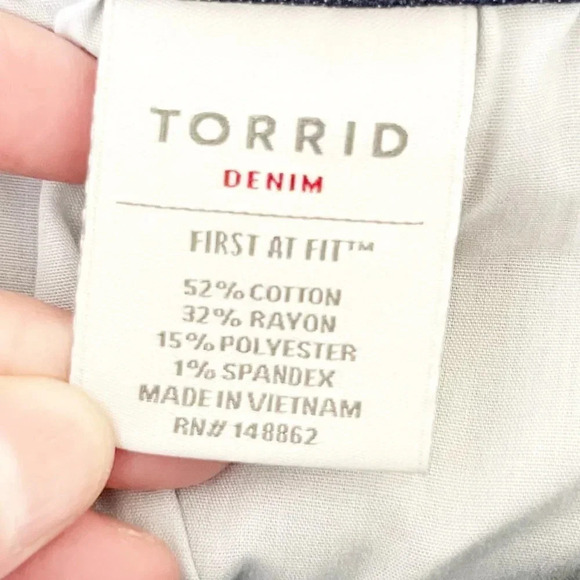 TORRID
DENIM
FIRST AT FIT™
52% COTTON
32% RAYON
15% POLYESTER
1% SPANDEX
MADE IN VIETNAM
RN# 148862